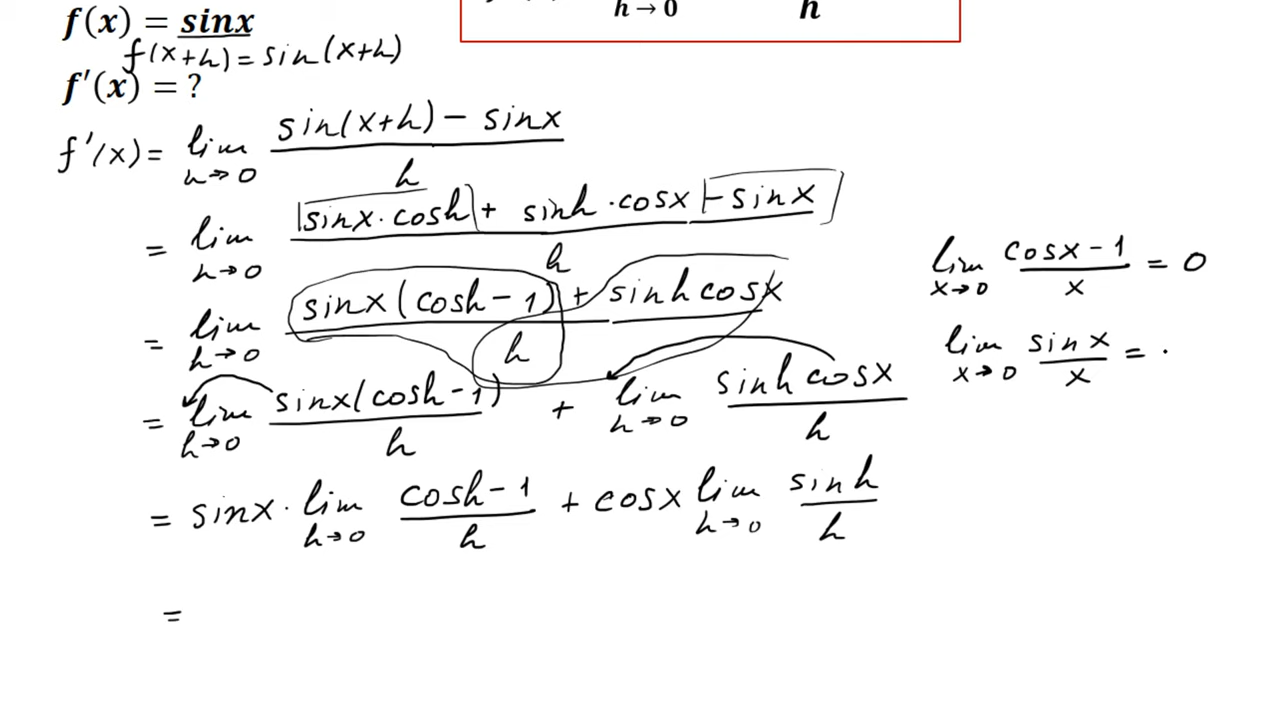 f(x) = sinx
h → 0 h
f(x+h) = sin(x+h)
f'(x) = ?
f'(x) = lim h→0 sin(x+h) - sinx / h
= lim h→0 sinx · cosh + sinh · cosx - sinx / h
= lim h→0 sinx(cosh-1) + sinh cosx / h
lim x→0 cosx-1 / x = 0
lim x→0 sinx / x = ·
= lim h→0 sinx(cosh-1) / h + lim h→0 sinh cosx / h
= sinx · lim h→0 cosh-1 / h + cosx lim h→0 sinh / h
=